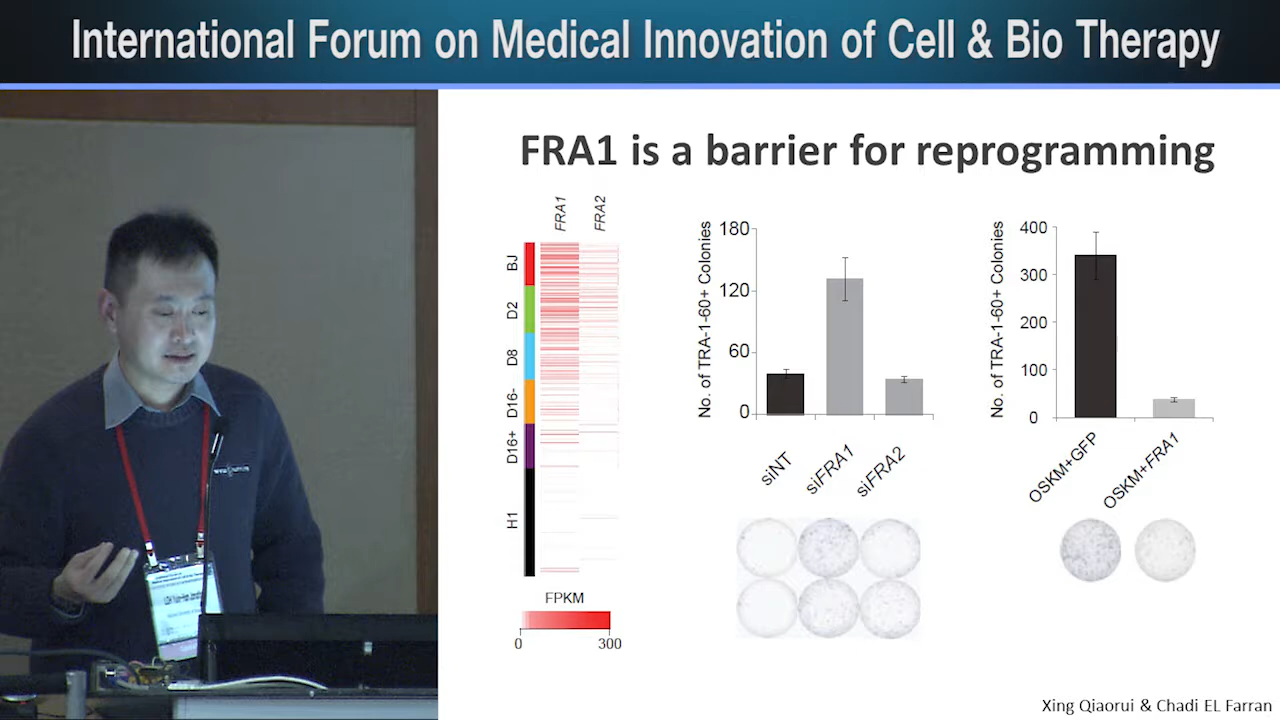 International Forum on Medical Innovation of Cell & Bio Therapy
FRA1 is a barrier for reprogramming
FRA1
FRA2
BJ
D2
D8
D16-
D16+
H1
FPKM
0
300
No. of TRA-1-60+ Colonies
180
120
60
0
siNT
siFRA1
siFRA2
No. of TRA-1-60+ Colonies
400
300
200
100
0
OSKM+GFP
OSKM+FRA1
Xing Qiaorui & Chadi EL Farran